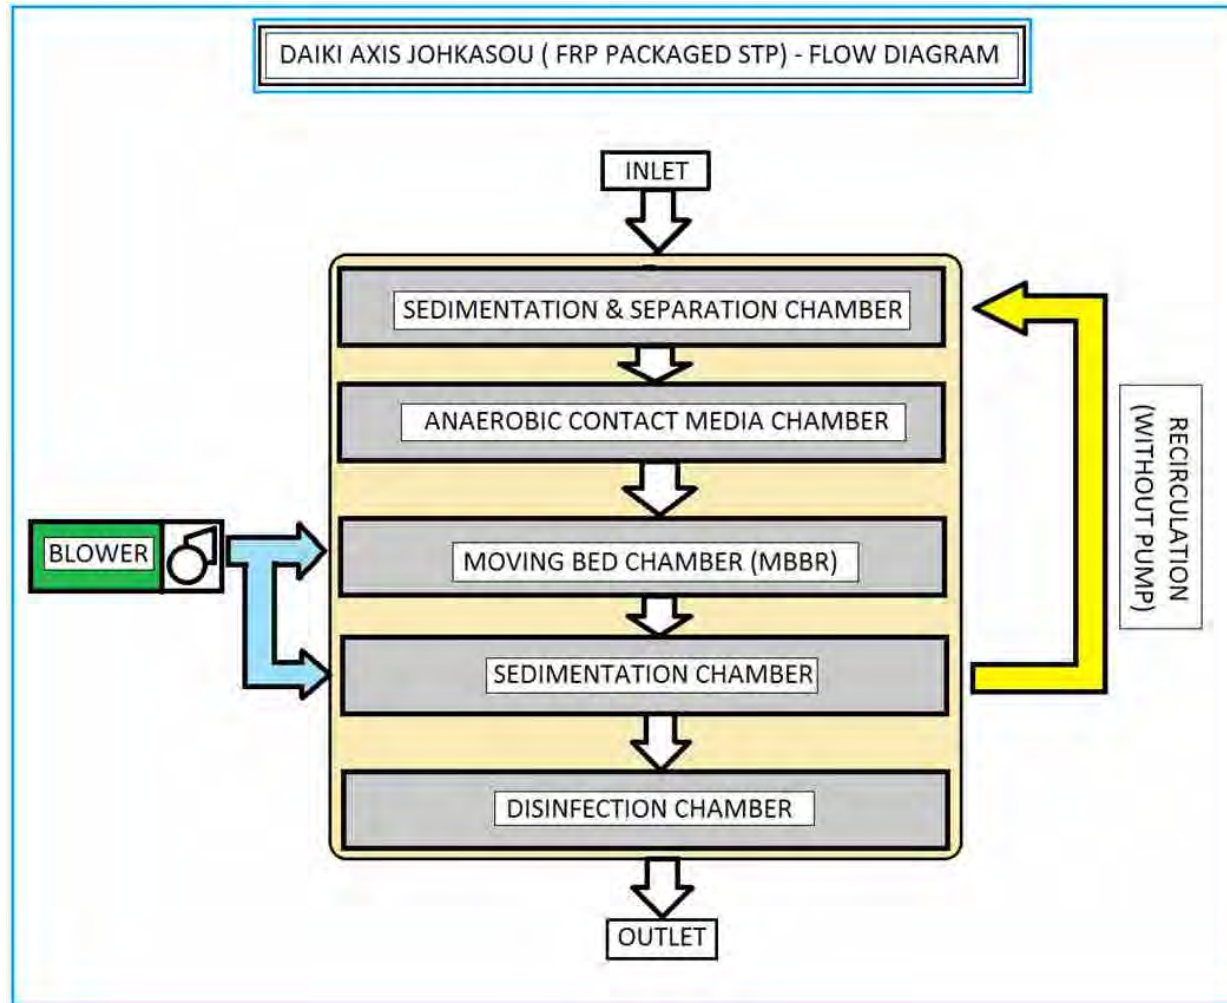 DAIKI AXIS JOHKASOU ( FRP PACKAGED STP) - FLOW DIAGRAM
INLET
SEDIMENTATION & SEPARATION CHAMBER
ANAEROBIC CONTACT MEDIA CHAMBER
RECIRCULATION
(WITHOUT PUMP)
BLOWER
MOVING BED CHAMBER (MBBR)
SEDIMENTATION CHAMBER
DISINFECTION CHAMBER
OUTLET